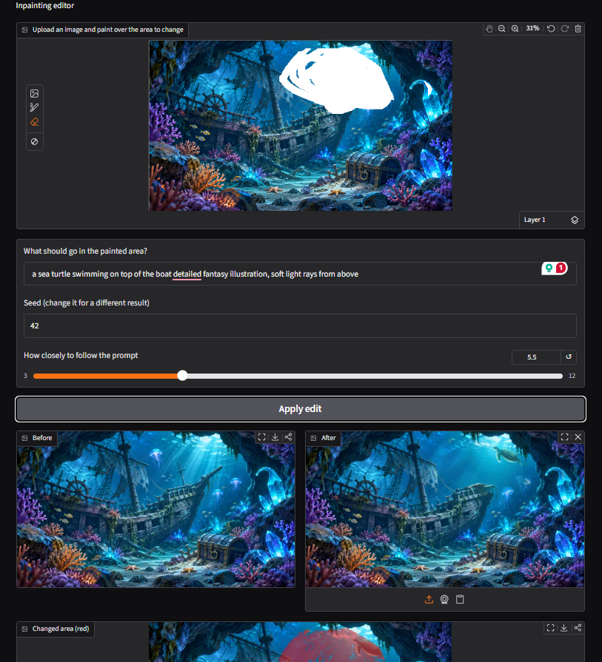 Inpainting editor
Upload an image and paint over the area to change
31%
Layer 1
What should go in the painted area?
a sea turtle swimming on top of the boat detailed fantasy illustration, soft light rays from above
1
Seed (change it for a different result)
42
How closely to follow the prompt
5.5
3
12
Apply edit
Before
After
Changed area (red)